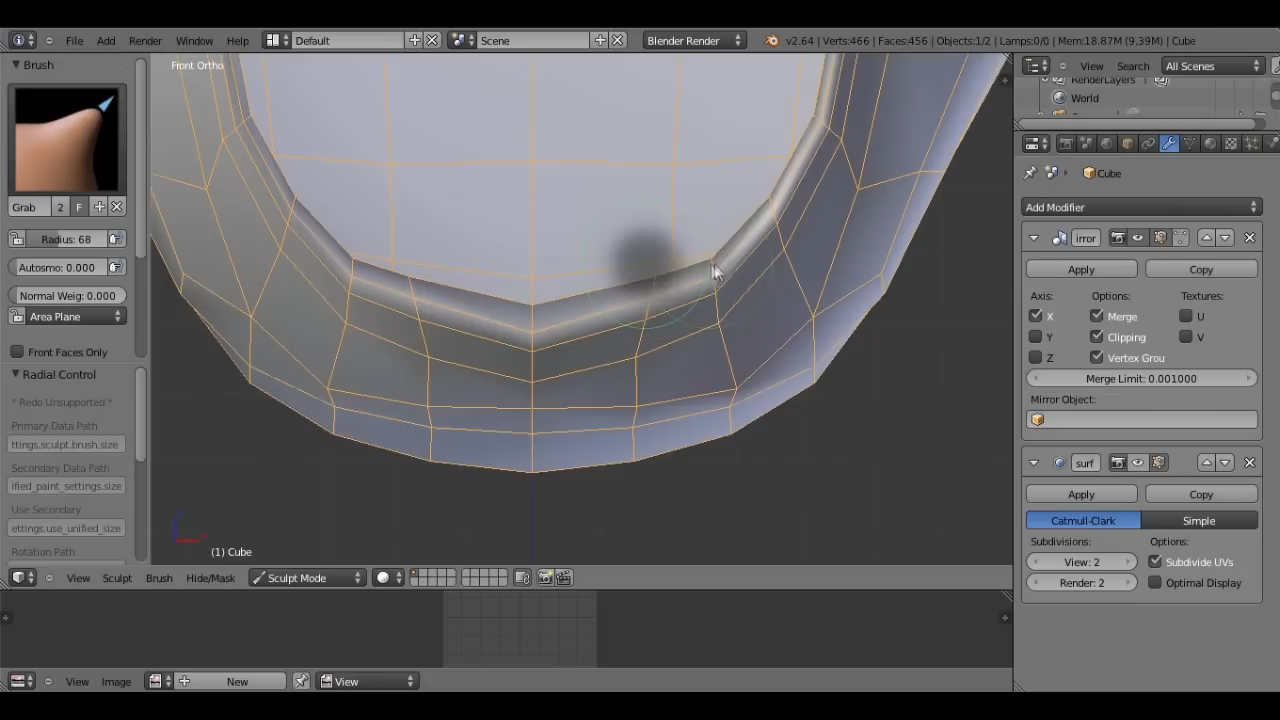 File Add Render Window Help Default Scene Blender Render v2.64 | Verts:466 | Faces:456 | Objects:1/2 | Lamps:0/0 | Mem:18.87M (9.39M) | Cube View Search All Scenes
Brush
Front Ortho
RenderLayers
World
Cube
Grab 2 F
Add Modifier
Radius: 68
irror
Autosmo: 0.000
Apply Copy
Normal Weig: 0.000
Axis: Options: Textures:
Area Plane
X Merge U
Y Clipping V
Front Faces Only
Z Vertex Grou
Radial Control
Merge Limit: 0.001000
* Redo Unsupported *
Mirror Object:
Primary Data Path
ttings.sculpt.brush.size
Secondary Data Path
surf
ified_paint_settings.size
Apply Copy
Use Secondary
Catmull-Clark Simple
ettings.use_unified_size
Subdivisions: Options:
Rotation Path
(1) Cube
View: 2 Subdivide UVs
View Sculpt Brush Hide/Mask Sculpt Mode
Render: 2 Optimal Display
View Image New View